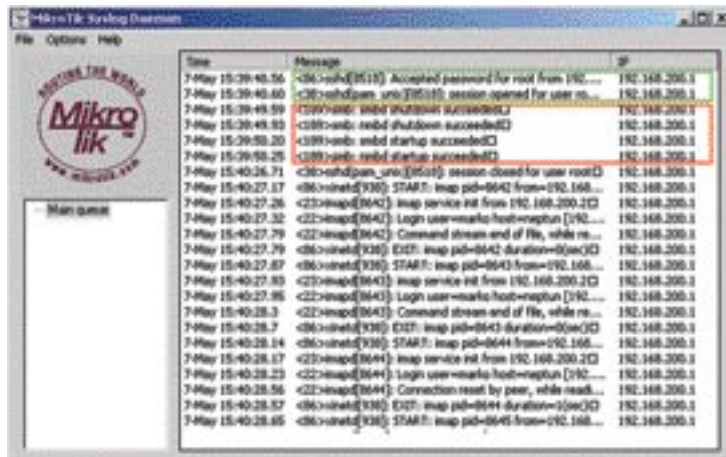 MikroTik Syslog Daemon
File Options Help
ROUTING THE WORLD
Mikro
Tik
www.mikrotik.com
Main queue
Time Message IP
7-May 15:39:48.56 <86>sshd[8518]: Accepted password for root from 192.... 192.168.200.1
7-May 15:39:48.60 <38>sshd(pam_unix)[8518]: session opened for user ro... 192.168.200.1
7-May 15:39:49.59 <189>smb: smbd shutdown succeeded 192.168.200.1
7-May 15:39:49.93 <189>smb: nmbd shutdown succeeded 192.168.200.1
7-May 15:39:50.20 <189>smb: smbd startup succeeded 192.168.200.1
7-May 15:39:50.25 <189>smb: nmbd startup succeeded 192.168.200.1
7-May 15:40:26.71 <38>sshd(pam_unix)[8518]: session closed for user root 192.168.200.1
7-May 15:40:27.17 <86>xinetd[938]: START: imap pid=8642 from=192.168... 192.168.200.1
7-May 15:40:27.26 <23>imapd[8642]: imap service init from 192.168.200.2 192.168.200.1
7-May 15:40:27.32 <22>imapd[8642]: Login user=marko host=neptun [192.... 192.168.200.1
7-May 15:40:27.79 <22>imapd[8642]: Command stream end of file, while re... 192.168.200.1
7-May 15:40:27.79 <86>xinetd[938]: EXIT: imap pid=8642 duration=0(sec) 192.168.200.1
7-May 15:40:27.87 <86>xinetd[938]: START: imap pid=8643 from=192.168... 192.168.200.1
7-May 15:40:27.93 <23>imapd[8643]: imap service init from 192.168.200.2 192.168.200.1
7-May 15:40:27.95 <22>imapd[8643]: Login user=marko host=neptun [192.... 192.168.200.1
7-May 15:40:28.3 <22>imapd[8643]: Command stream end of file, while re... 192.168.200.1
7-May 15:40:28.7 <86>xinetd[938]: EXIT: imap pid=8643 duration=0(sec) 192.168.200.1
7-May 15:40:28.14 <86>xinetd[938]: START: imap pid=8644 from=192.168... 192.168.200.1
7-May 15:40:28.17 <23>imapd[8644]: imap service init from 192.168.200.2 192.168.200.1
7-May 15:40:28.23 <22>imapd[8644]: Login user=marko host=neptun [192.... 192.168.200.1
7-May 15:40:28.56 <22>imapd[8644]: Connection reset by peer, while readi... 192.168.200.1
7-May 15:40:28.57 <86>xinetd[938]: EXIT: imap pid=8644 duration=1(sec) 192.168.200.1
7-May 15:40:28.65 <86>xinetd[938]: START: imap pid=8645 from=192.168... 192.168.200.1